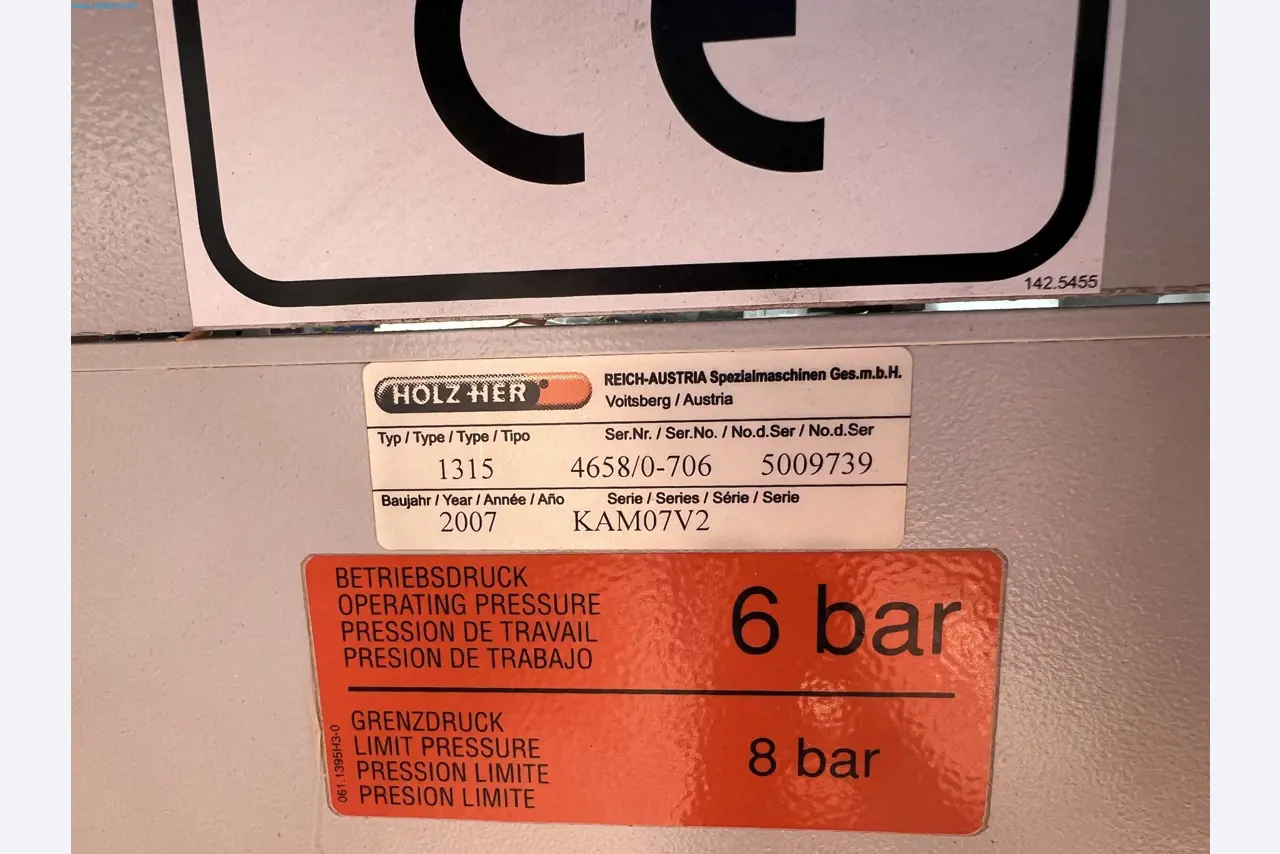 CE
142.5455
HOLZ-HER
REICH-AUSTRIA Spezialmaschinen Ges.m.b.H.
Voitsberg / Austria
Typ / Type / Type / Tipo Ser.Nr. / Ser.No. / No.d.Ser / No.d.Ser
1315 4658/0-706 5009739
Baujahr / Year / Année / Año Serie / Series / Série / Serie
2007 KAM07V2
BETRIEBSDRUCK
OPERATING PRESSURE
PRESSION DE TRAVAIL
PRESION DE TRABAJO
6 bar
GRENZDRUCK
LIMIT PRESSURE
PRESSION LIMITE
PRESION LIMITE
8 bar
061.1395H3-0